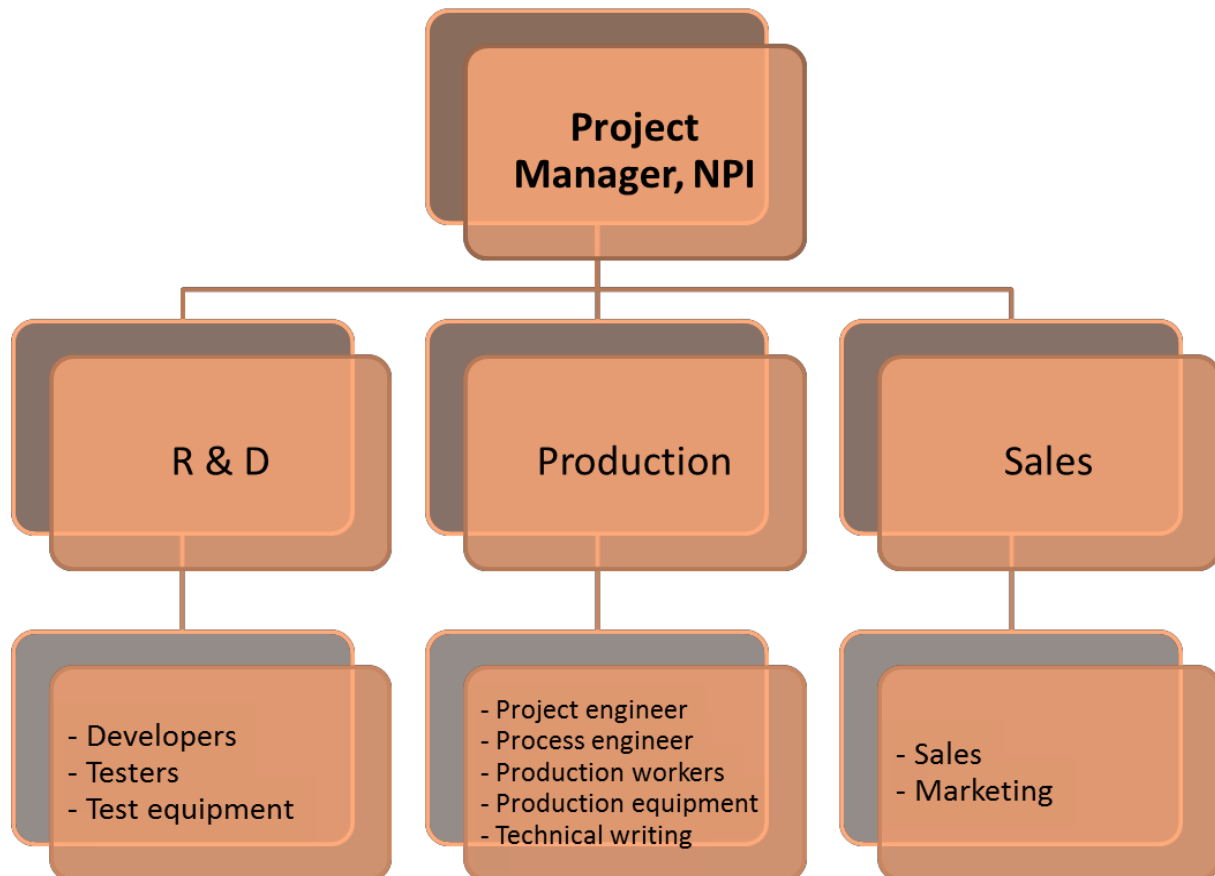 Project
Manager, NPI
R & D
Production
Sales
- Developers
- Testers
- Test equipment
- Project engineer
- Process engineer
- Production workers
- Production equipment
- Technical writing
- Sales
- Marketing